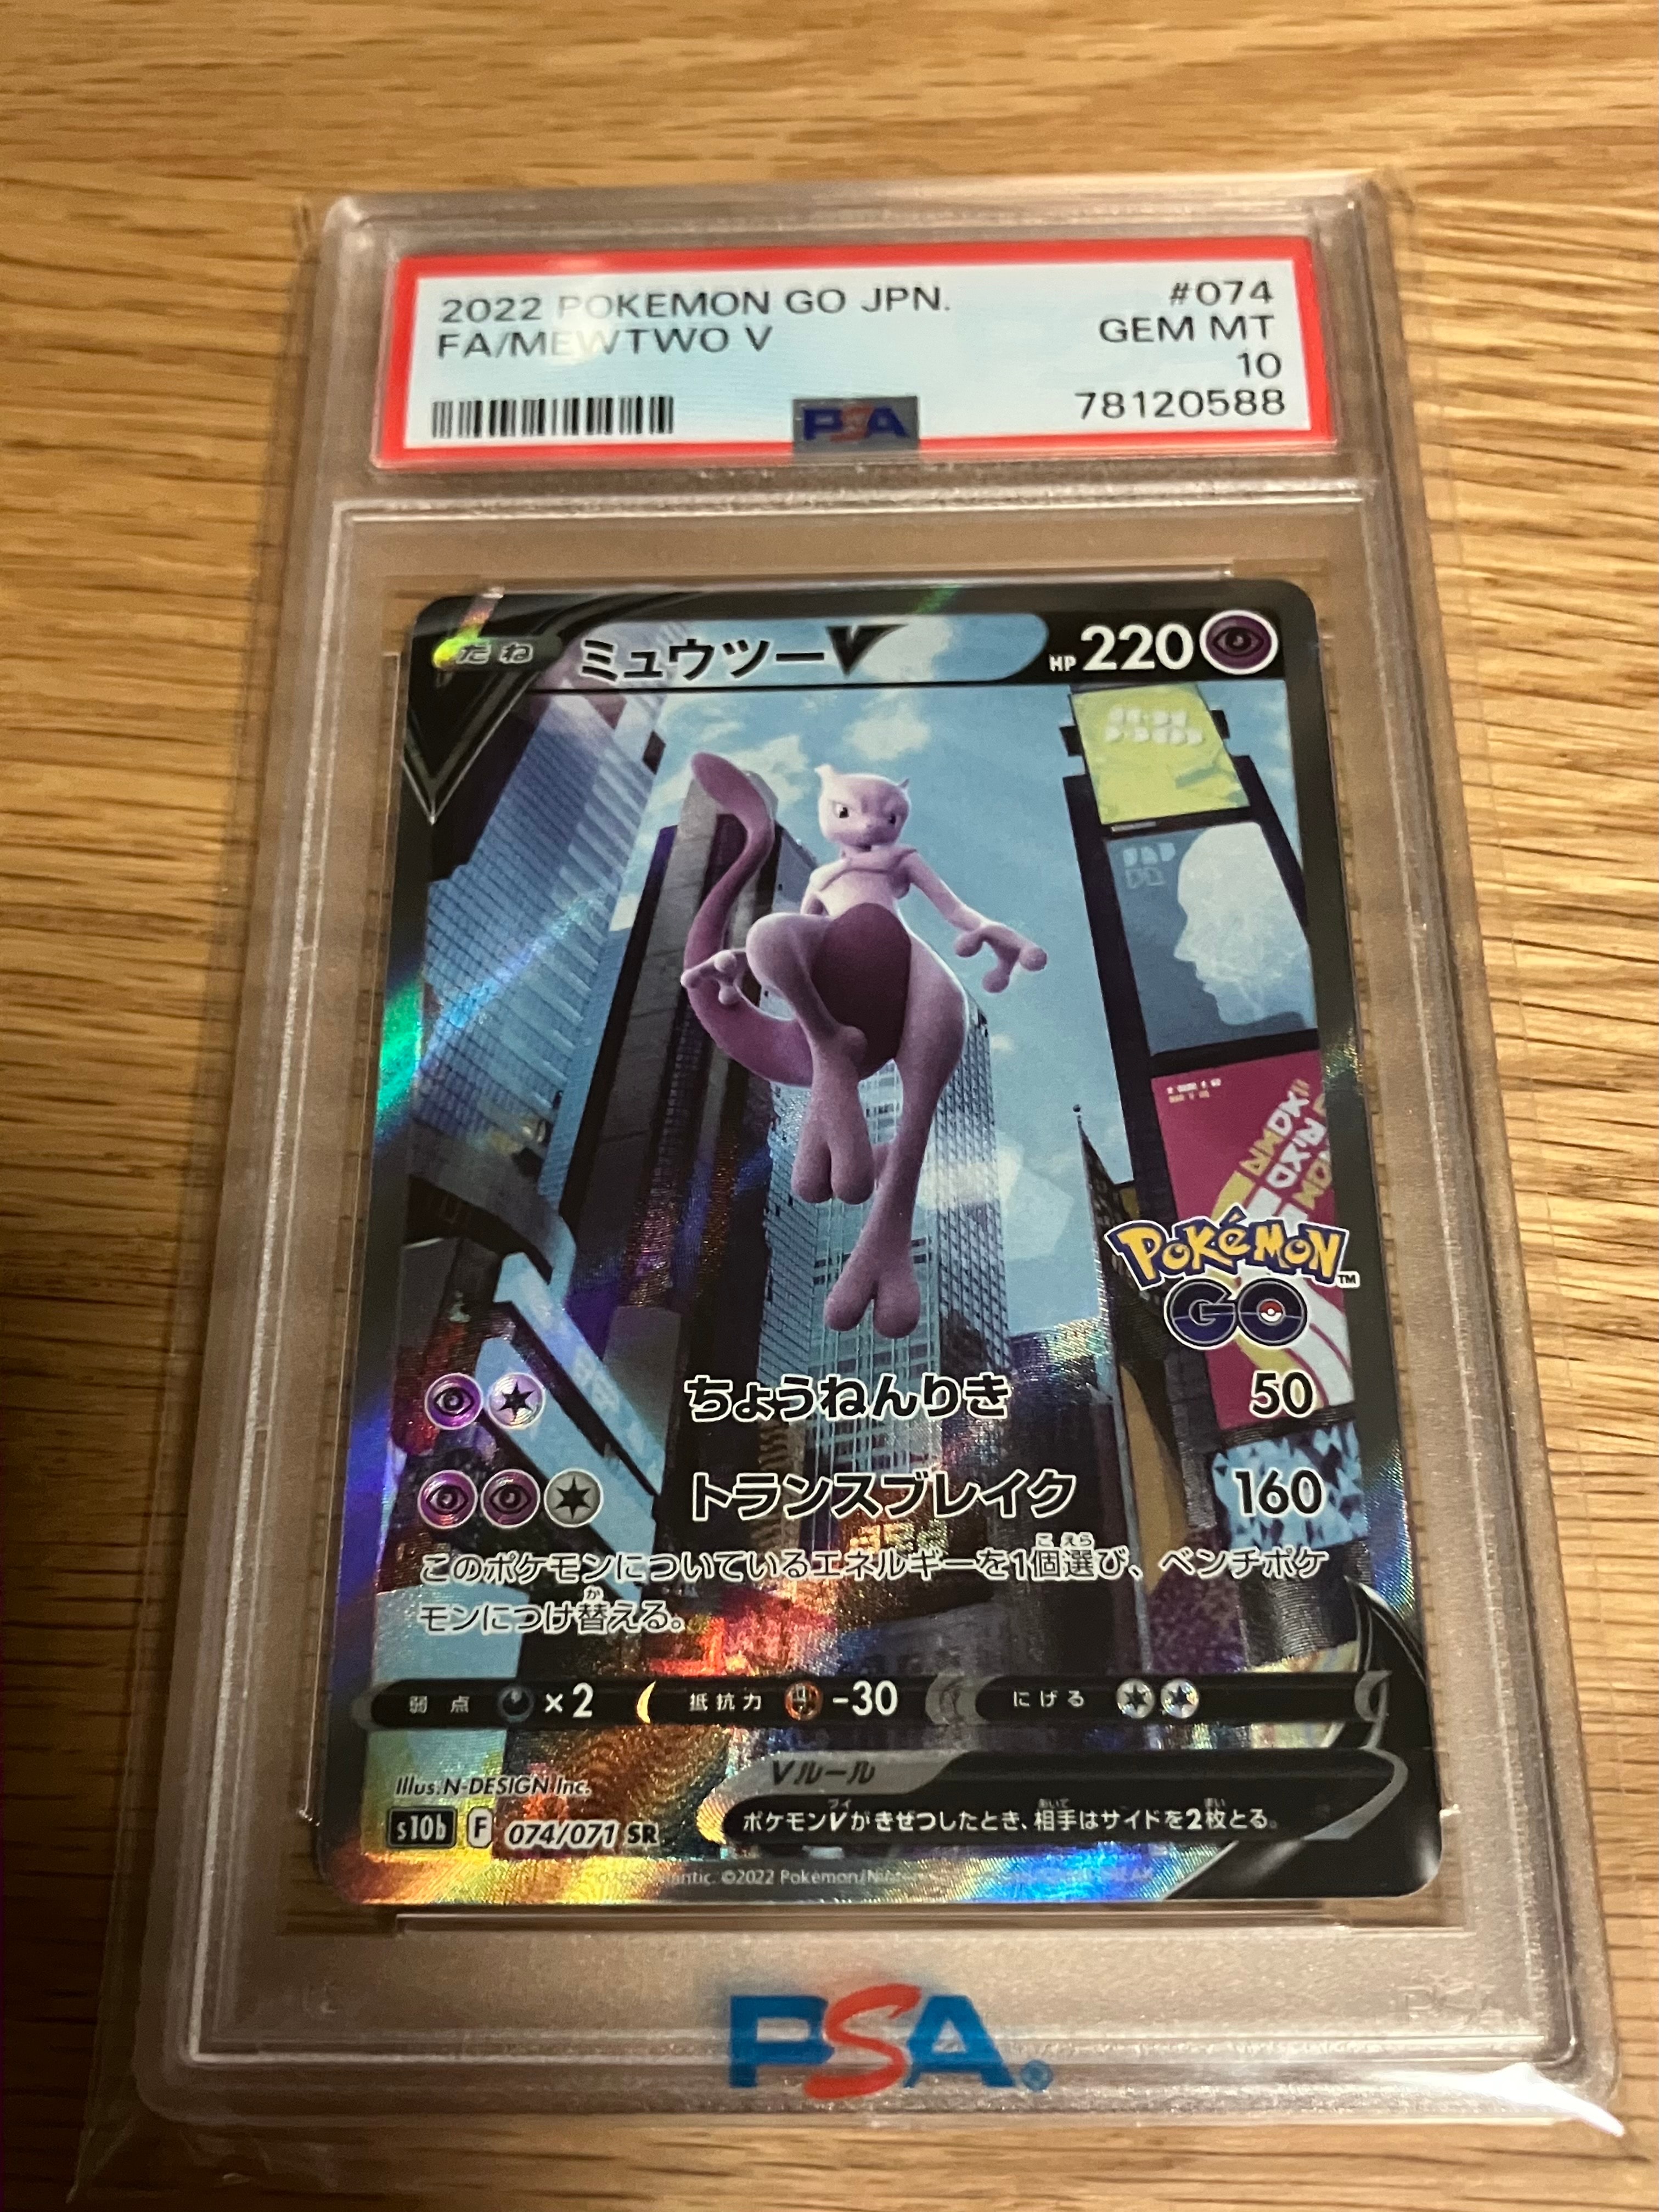 2022 POKEMON GO JPN. #074
FA/MEWTWO V GEM MT
10
PSA 78120588
たね ミュウツーV HP 220
Pokémon™
GO
ちょうねんりき 50
トランスブレイク 160
このポケモンについているエネルギーを1個選び、ベンチポケ
モンにつけ替える。
弱点 ×2 抵抗力 -30 にげる
Illus. N-DESIGN Inc.
Vルール
ポケモンVがきぜつしたとき、相手はサイドを2枚とる。
s10b F 074/071 SR
©2022 Pokémon
PSA®